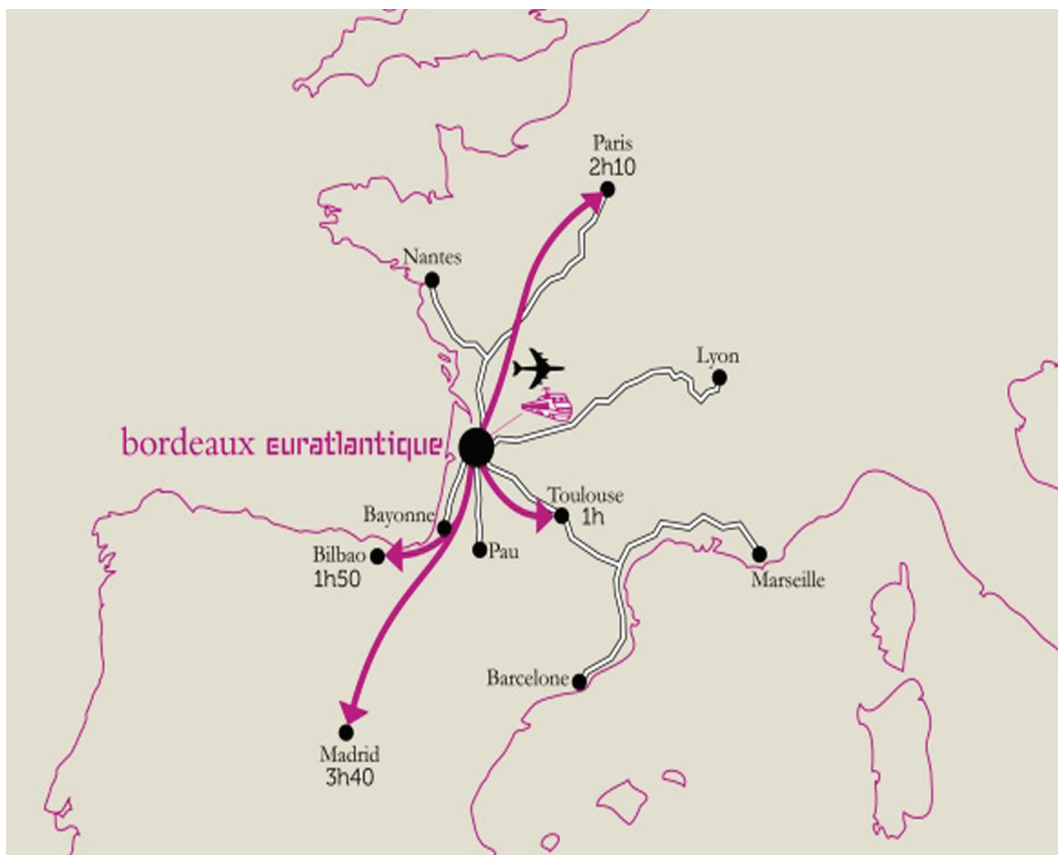 Paris
2h10
Nantes
Lyon
bordeaux euratlantique
Toulouse
1h
Bayonne
Bilbao
1h50
Pau
Marseille
Barcelone
Madrid
3h40